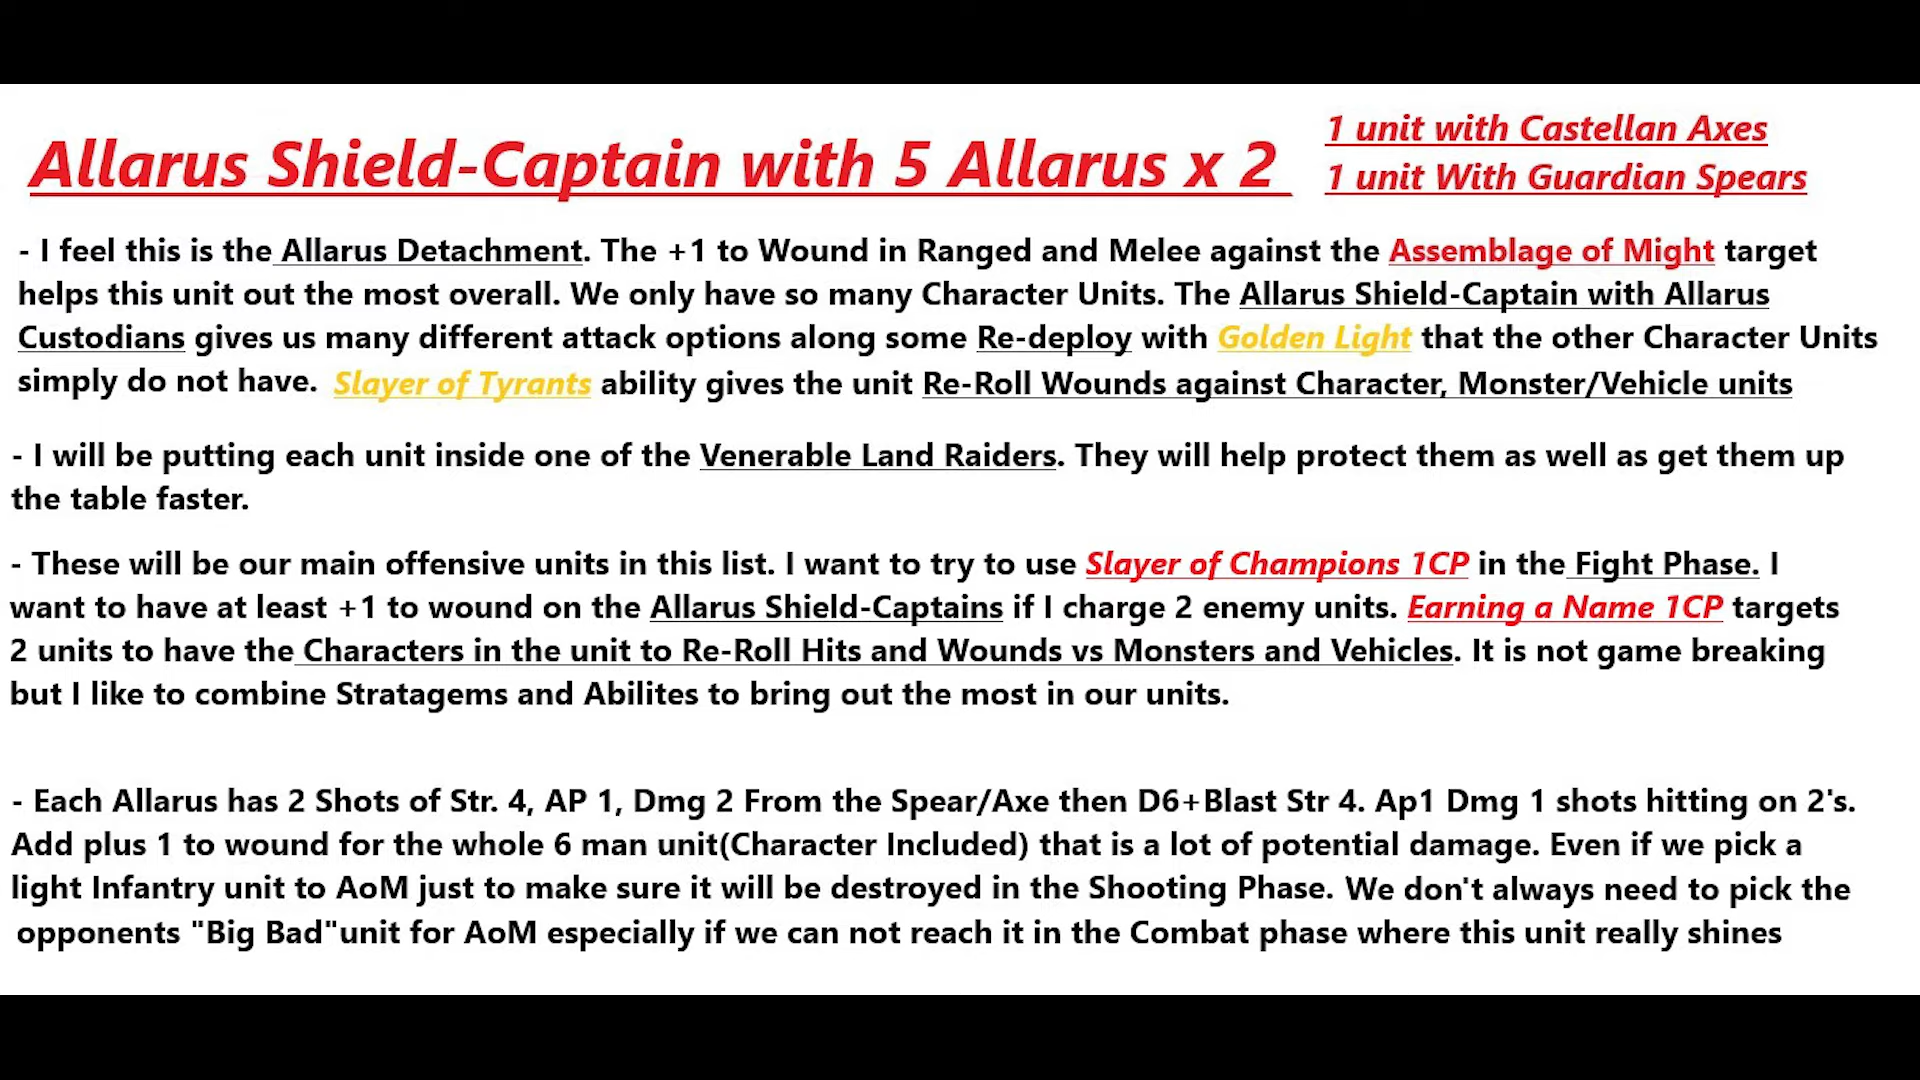 Allarus Shield-Captain with 5 Allarus x 2
1 unit with Castellan Axes
1 unit With Guardian Spears
- I feel this is the Allarus Detachment. The +1 to Wound in Ranged and Melee against the Assemblage of Might target
helps this unit out the most overall. We only have so many Character Units. The Allarus Shield-Captain with Allarus
Custodians gives us many different attack options along some Re-deploy with Golden Light that the other Character Units
simply do not have. Slayer of Tyrants ability gives the unit Re-Roll Wounds against Character, Monster/Vehicle units
- I will be putting each unit inside one of the Venerable Land Raiders. They will help protect them as well as get them up
the table faster.
- These will be our main offensive units in this list. I want to try to use Slayer of Champions 1CP in the Fight Phase. I
want to have at least +1 to wound on the Allarus Shield-Captains if I charge 2 enemy units. Earning a Name 1CP targets
2 units to have the Characters in the unit to Re-Roll Hits and Wounds vs Monsters and Vehicles. It is not game breaking
but I like to combine Stratagems and Abilites to bring out the most in our units.
- Each Allarus has 2 Shots of Str. 4, AP 1, Dmg 2 From the Spear/Axe then D6+Blast Str 4. Ap1 Dmg 1 shots hitting on 2's.
Add plus 1 to wound for the whole 6 man unit(Character Included) that is a lot of potential damage. Even if we pick a
light Infantry unit to AoM just to make sure it will be destroyed in the Shooting Phase. We don't always need to pick the
opponents "Big Bad"unit for AoM especially if we can not reach it in the Combat phase where this unit really shines